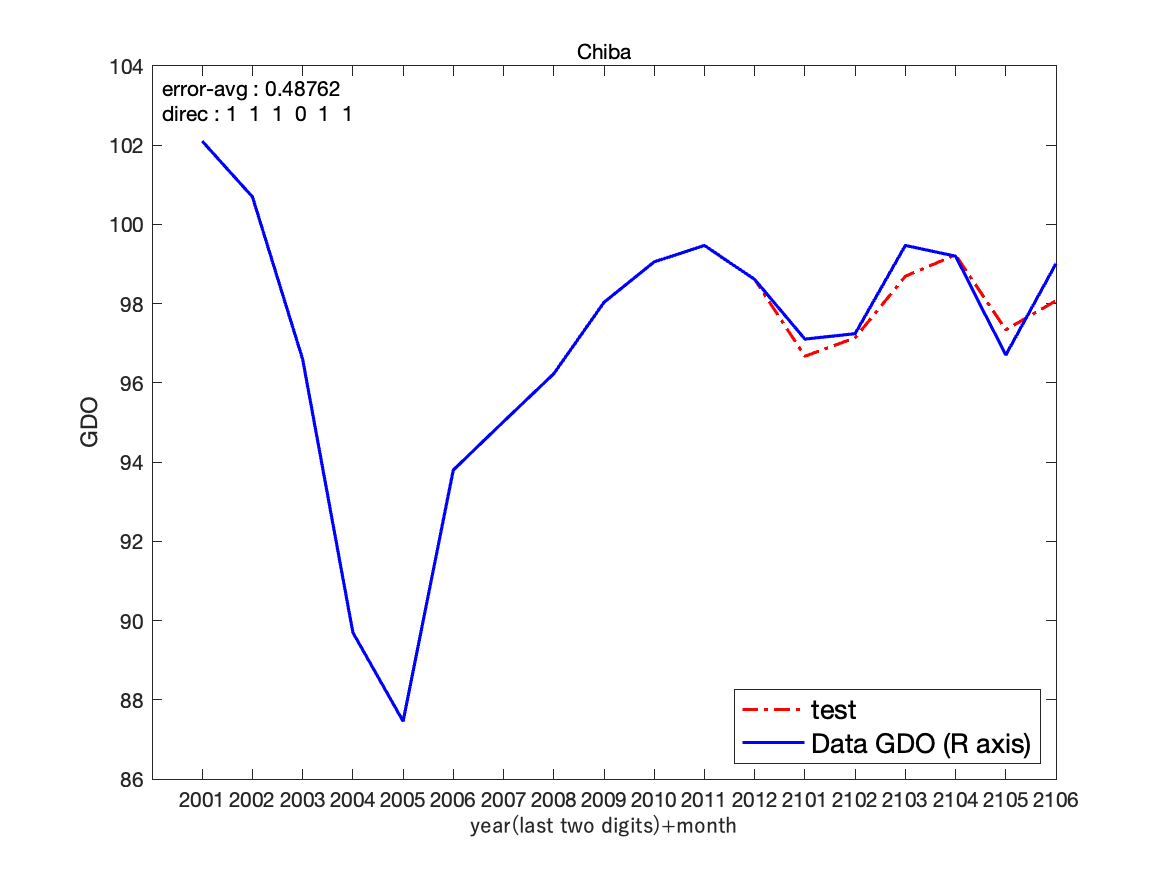 Chiba
error-avg : 0.48762
direc : 1 1 1 0 1 1
104
102
100
98
96
94
92
90
88
86
GDO
test
Data GDO (R axis)
2001 2002 2003 2004 2005 2006 2007 2008 2009 2010 2011 2012 2101 2102 2103 2104 2105 2106
year(last two digits)+month